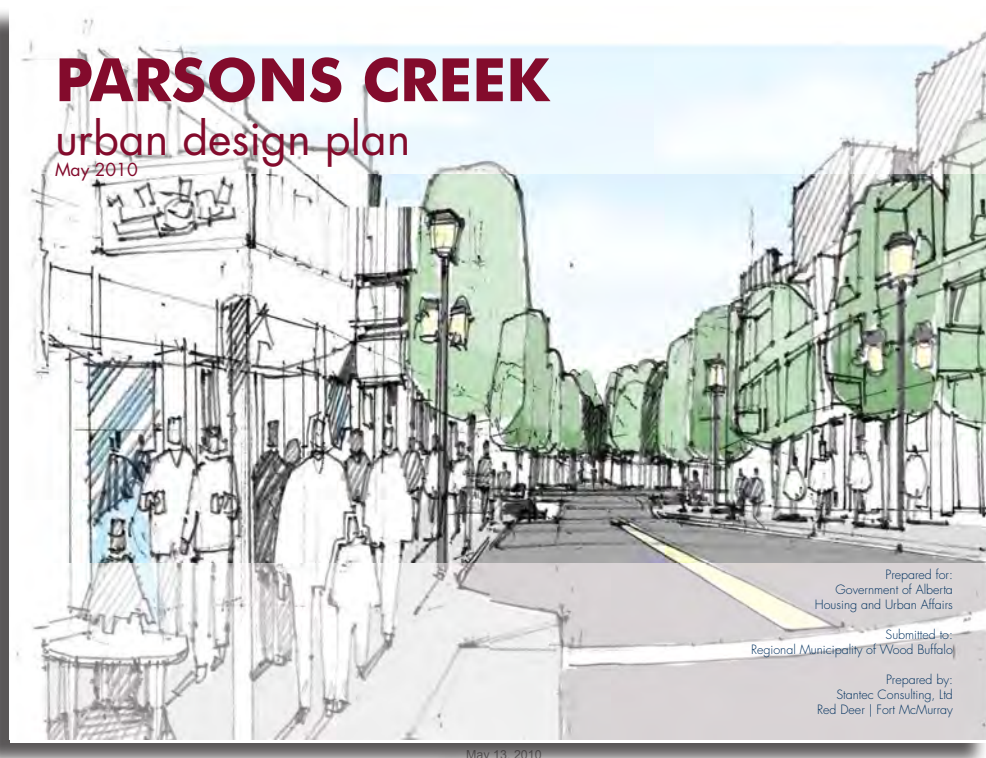 PARSONS CREEK
urban design plan
May 2010
Prepared for:
Government of Alberta
Housing and Urban Affairs
Submitted to:
Regional Municipality of Wood Buffalo
Prepared by:
Stantec Consulting, Ltd
Red Deer | Fort McMurray
May 13, 2010